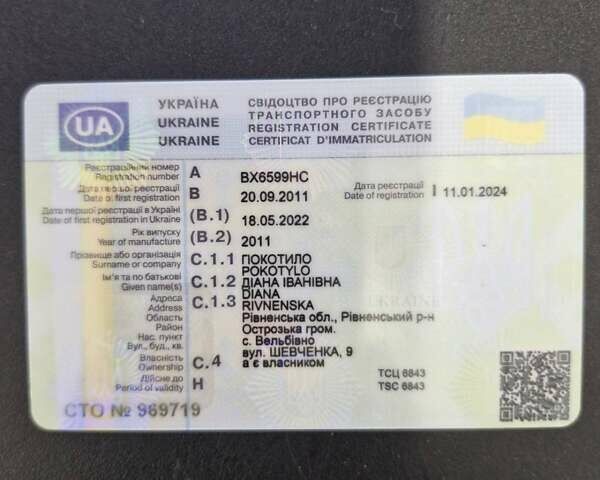 UA
УКРАЇНА
UKRAINE
UKRAINE
СВІДОЦТВО ПРО РЕЄСТРАЦІЮ
ТРАНСПОРТНОГО ЗАСОБУ
REGISTRATION CERTIFICATE
CERTIFICAT D'IMMATRICULATION
Реєстраційний номер
Registration number A BX6599HC
Дата першої реєстрації
Date of first registration B 20.09.2011
Дата реєстрації
Date of registration I 11.01.2024
Дата першої реєстрації в Україні
Date of first registration in Ukraine (B.1) 18.05.2022
Рік випуску
Year of manufacture (B.2) 2011
Прізвище або організація C.1.1 ПОКОТИЛО
Surname or company POKOTYLO
Ім'я та по батькові C.1.2 ДІАНА ІВАНІВНА
Given name(s) DIANA
Адреса C.1.3 RIVNENSKA
Address
Область Рівненська обл., Рівненський р-н
Район Острозька гром.
Нас. пункт с. Вельбівно
Вул., буд., кв. вул. ШЕВЧЕНКА, 9
Власність
Ownership C.4 а є власником
Дійсне до
Period of validity H
ТСЦ 6843
TSC 6843
СТО № 969719
UKRAINE